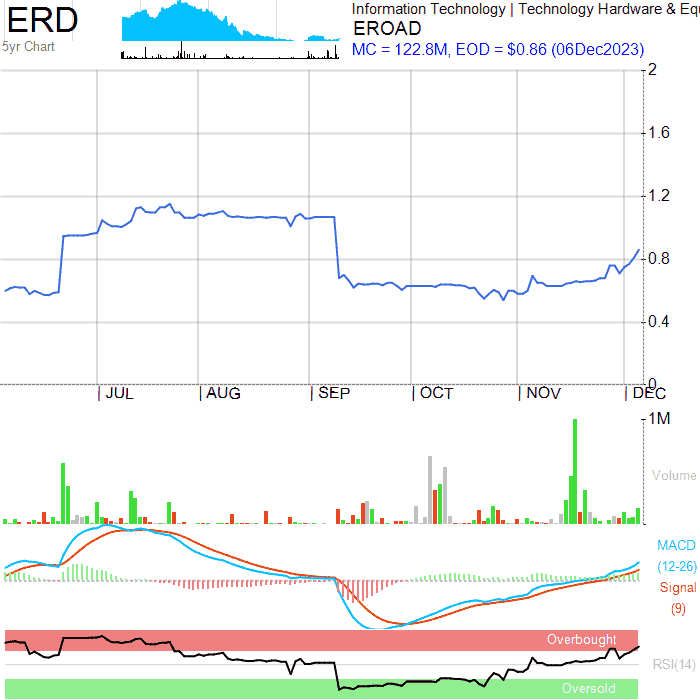 ERD
5yr Chart
Information Technology | Technology Hardware & Equ
EROAD
MC = 122.8M, EOD = $0.86 (06Dec2023)
2
1.6
1.2
0.8
0.4
0
JUL
AUG
SEP
OCT
NOV
DEC
1M
Volume
MACD
(12-26)
Signal
(9)
Overbought
RSI(14)
Oversold